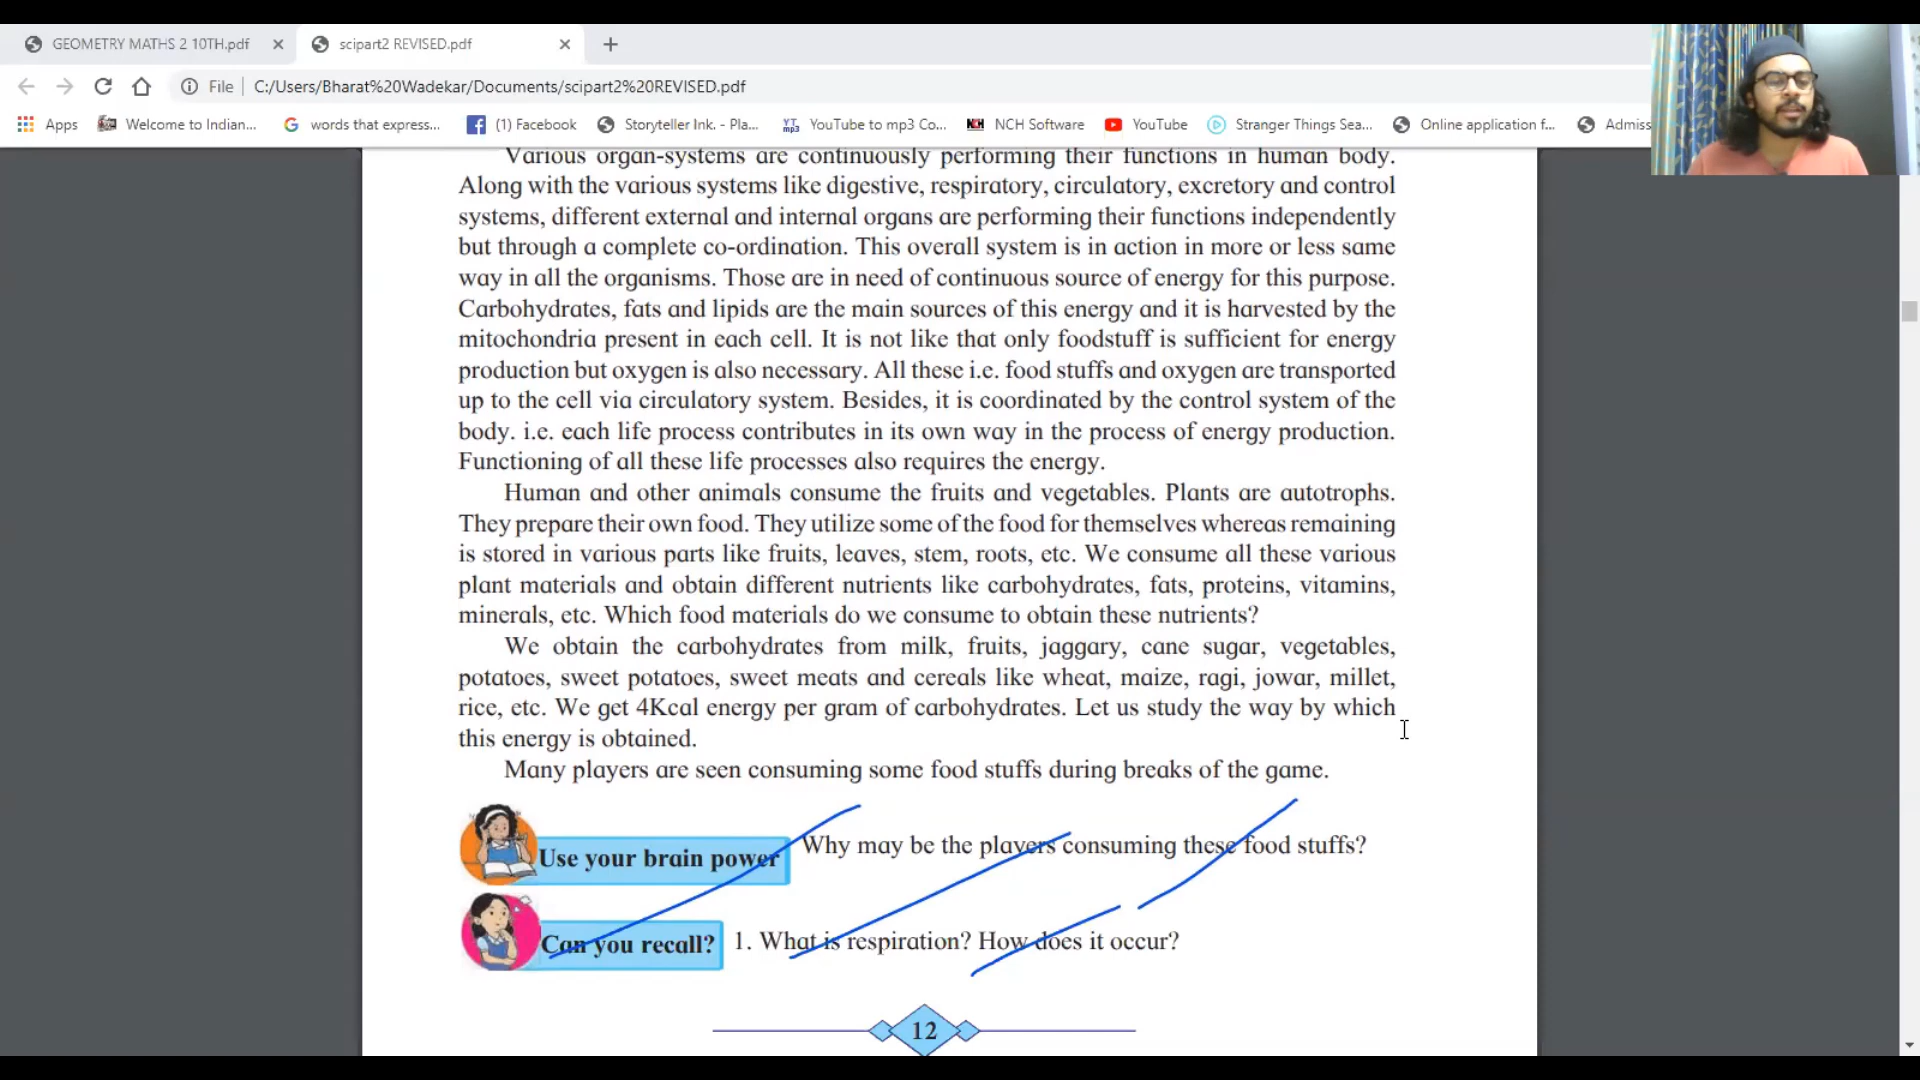 GEOMETRY MATHS 2 10TH.pdf scipart2 REVISED.pdf
File C:/Users/Bharat%20Wadekar/Documents/scipart2%20REVISED.pdf
Apps Welcome to Indian... words that express... (1) Facebook Storyteller Ink. - Pla... YouTube to mp3 Co... NCH Software YouTube Stranger Things Sea... Online application f... Admiss
Various organ-systems are continuously performing their functions in human body.
Along with the various systems like digestive, respiratory, circulatory, excretory and control
systems, different external and internal organs are performing their functions independently
but through a complete co-ordination. This overall system is in action in more or less same
way in all the organisms. Those are in need of continuous source of energy for this purpose.
Carbohydrates, fats and lipids are the main sources of this energy and it is harvested by the
mitochondria present in each cell. It is not like that only foodstuff is sufficient for energy
production but oxygen is also necessary. All these i.e. food stuffs and oxygen are transported
up to the cell via circulatory system. Besides, it is coordinated by the control system of the
body. i.e. each life process contributes in its own way in the process of energy production.
Functioning of all these life processes also requires the energy.
Human and other animals consume the fruits and vegetables. Plants are autotrophs.
They prepare their own food. They utilize some of the food for themselves whereas remaining
is stored in various parts like fruits, leaves, stem, roots, etc. We consume all these various
plant materials and obtain different nutrients like carbohydrates, fats, proteins, vitamins,
minerals, etc. Which food materials do we consume to obtain these nutrients?
We obtain the carbohydrates from milk, fruits, jaggary, cane sugar, vegetables,
potatoes, sweet potatoes, sweet meats and cereals like wheat, maize, ragi, jowar, millet,
rice, etc. We get 4Kcal energy per gram of carbohydrates. Let us study the way by which
this energy is obtained.
Many players are seen consuming some food stuffs during breaks of the game.
Use your brain power Why may be the players consuming these food stuffs?
Can you recall? 1. What is respiration? How does it occur?
12